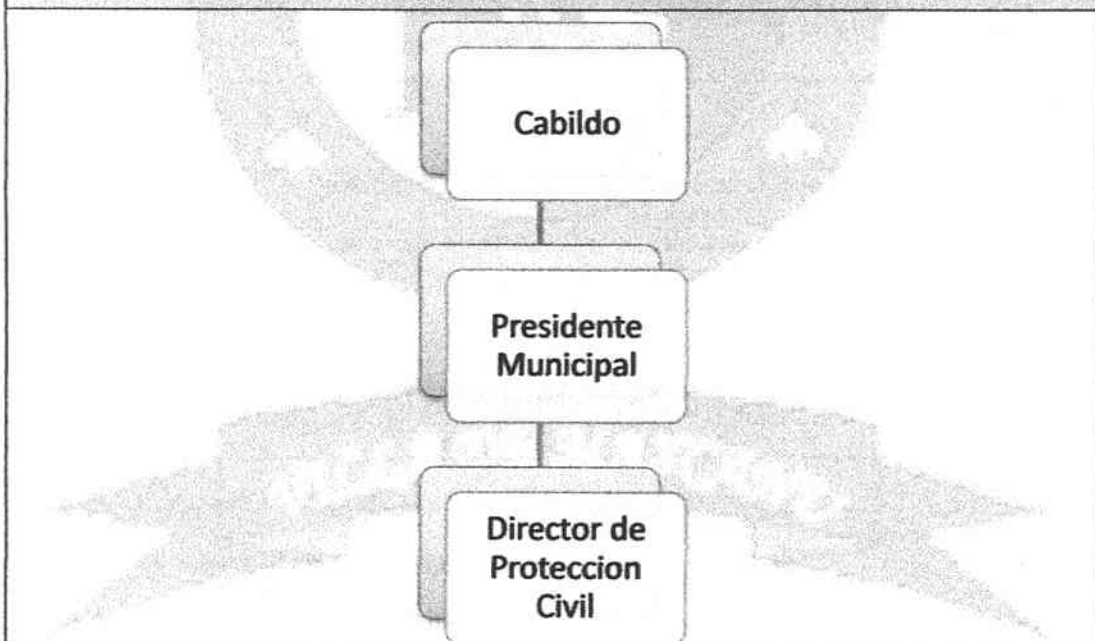 Cabildo
Presidente
Municipal
Director de
Proteccion
Civil